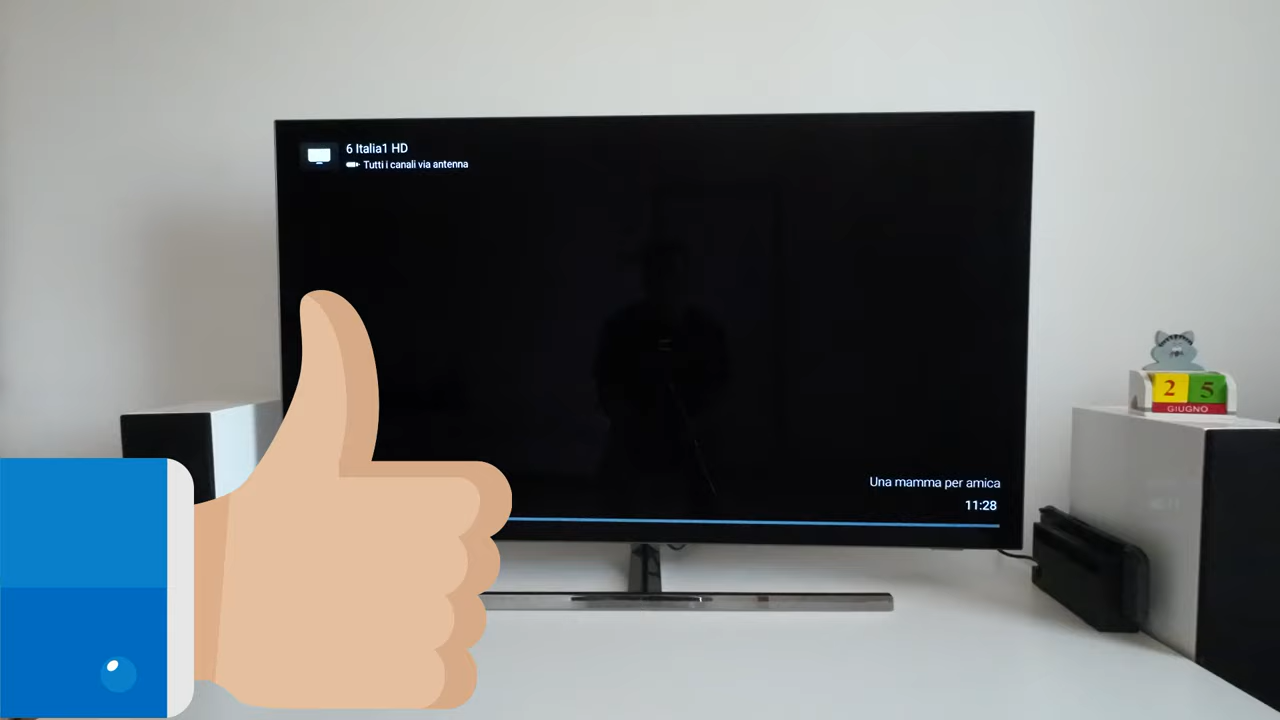 6 Italia1 HD
Tutti i canali via antenna
Una mamma per amica
11:28
2 5
GIUGNO